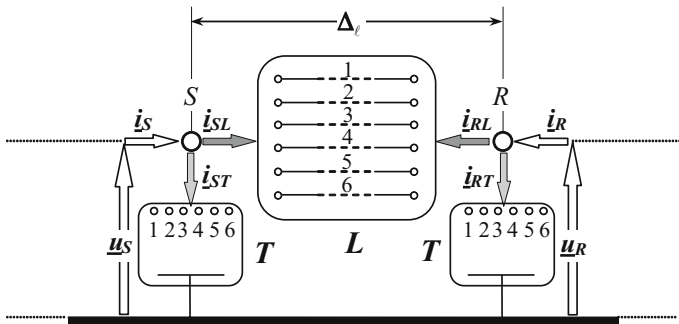 Δℓ
S
R
1
2
3
4
5
6
i_S
i_SL
i_RL
i_R
i_ST
i_RT
1 2 3 4 5 6
1 2 3 4 5 6
u_S
T
L
T
u_R